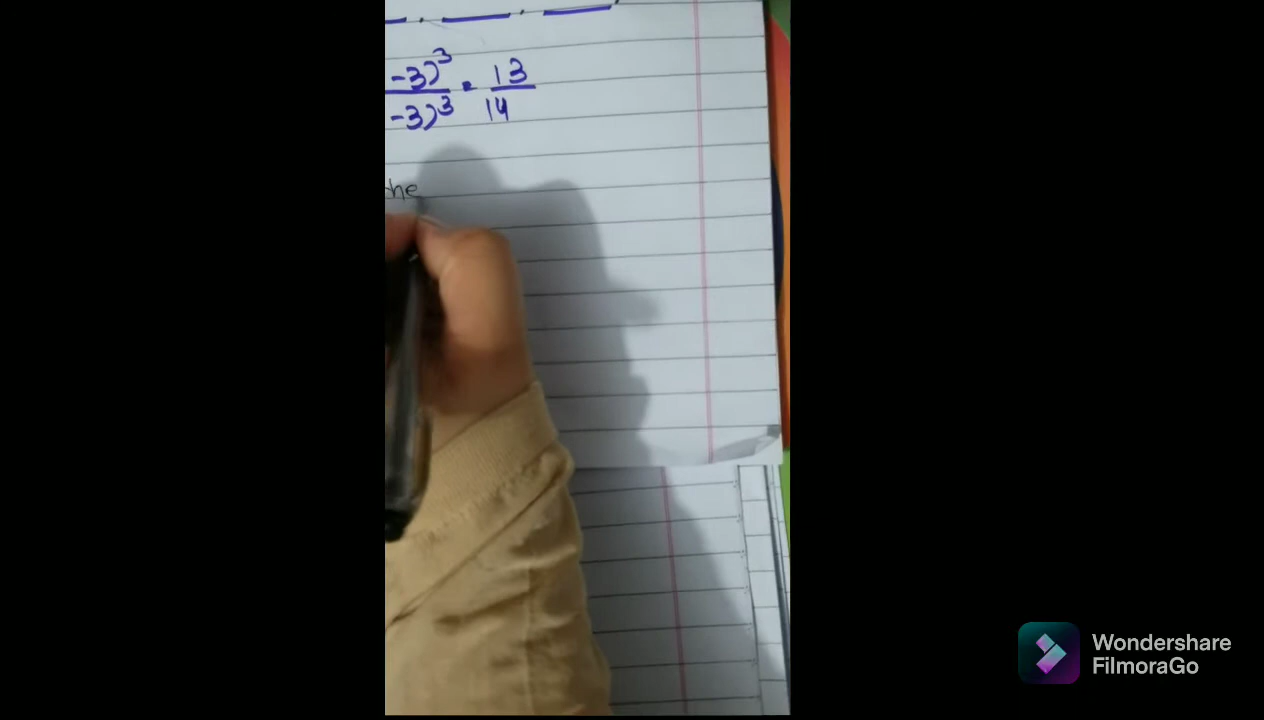 -3)³ = 13
-3)³ 14
he
Wondershare
FilmoraGo